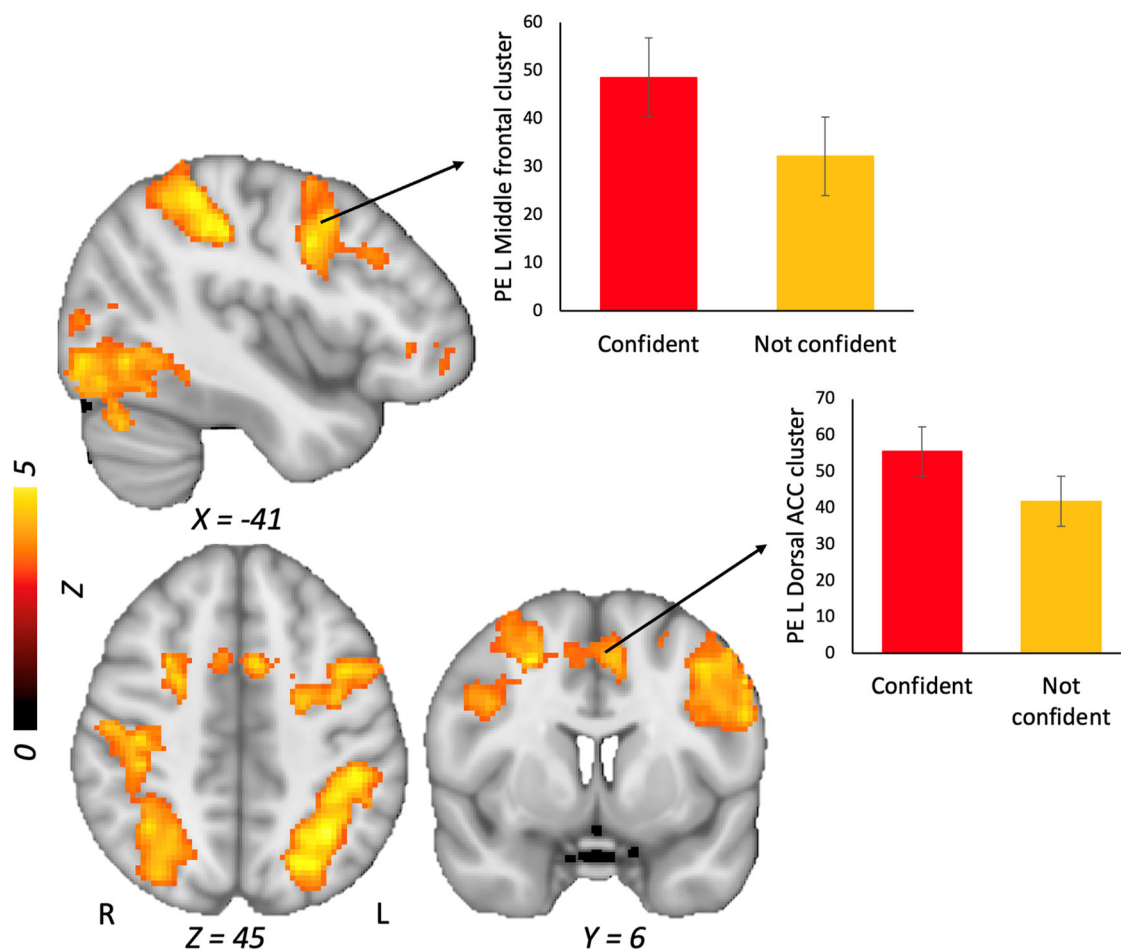 PE L Middle frontal cluster
60
50
40
30
20
10
0
Confident
Not confident
X = -41
5
Z
0
PE L Dorsal ACC cluster
70
60
50
40
30
20
10
0
Confident
Not
confident
R
L
Z = 45
Y = 6